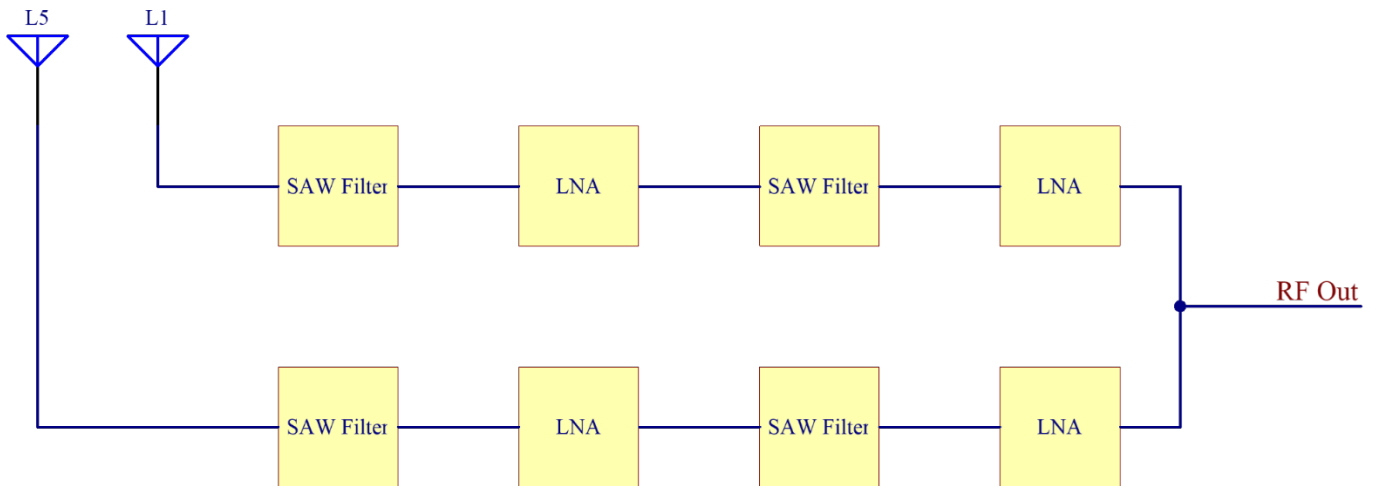 L5
L1
SAW Filter
LNA
SAW Filter
LNA
RF Out
SAW Filter
LNA
SAW Filter
LNA